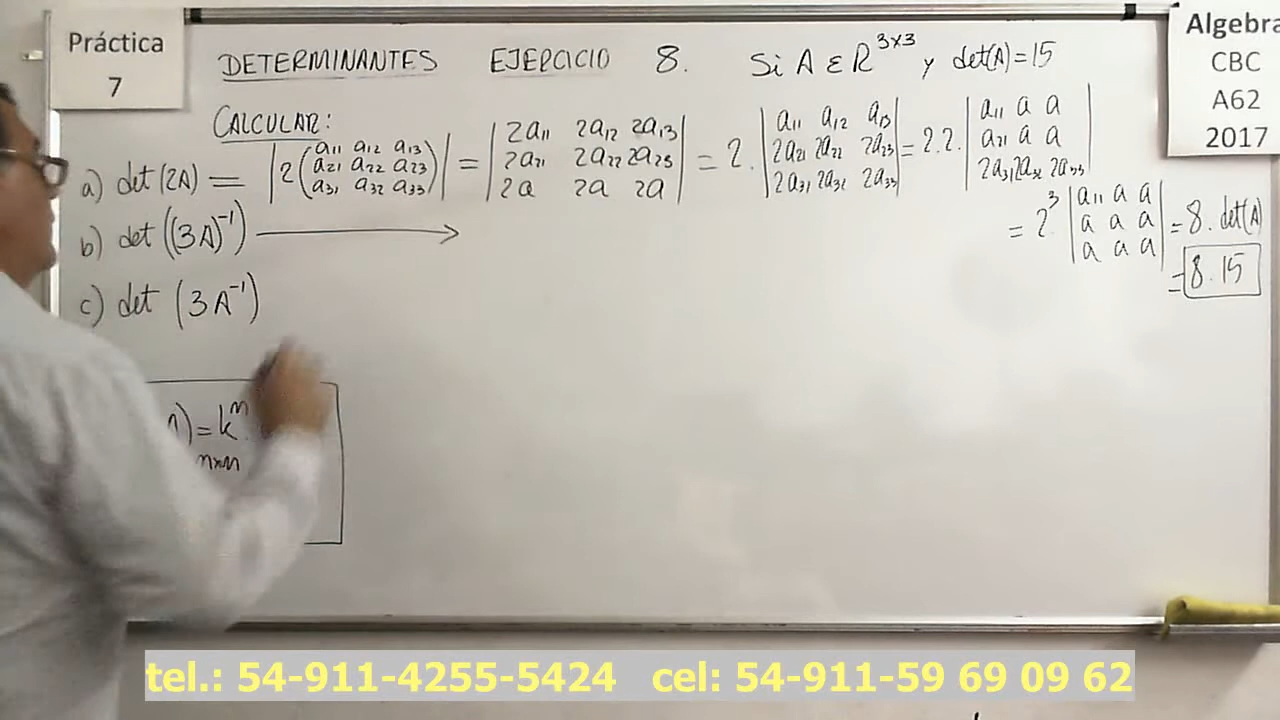 Práctica
7
DETERMINANTES EJERCICIO 8. Si A ε R^{3x3} y det(A)=15
Algebra
CBC
A62
2017
CALCULAR:
a) det(2A) = |2(a11 a12 a13 / a21 a22 a23 / a31 a32 a33)| = |2a11 2a12 2a13 / 2a21 2a22 2a23 / 2a 2a 2a| = 2. |a11 a12 a13 / 2a21 2a22 2a23 / 2a31 2a32 2a33| = 2.2. |a11 a a / a21 a a / 2a31 2a32 2a33|
= 2^3. |a11 a a / a a a / a a a| = 8. det(A)
= 8.15
b) det((3A)^{-1}) →
c) det (3A^{-1})
) = k^n.
nxn
tel.: 54-911-4255-5424 cel: 54-911-59 69 09 62